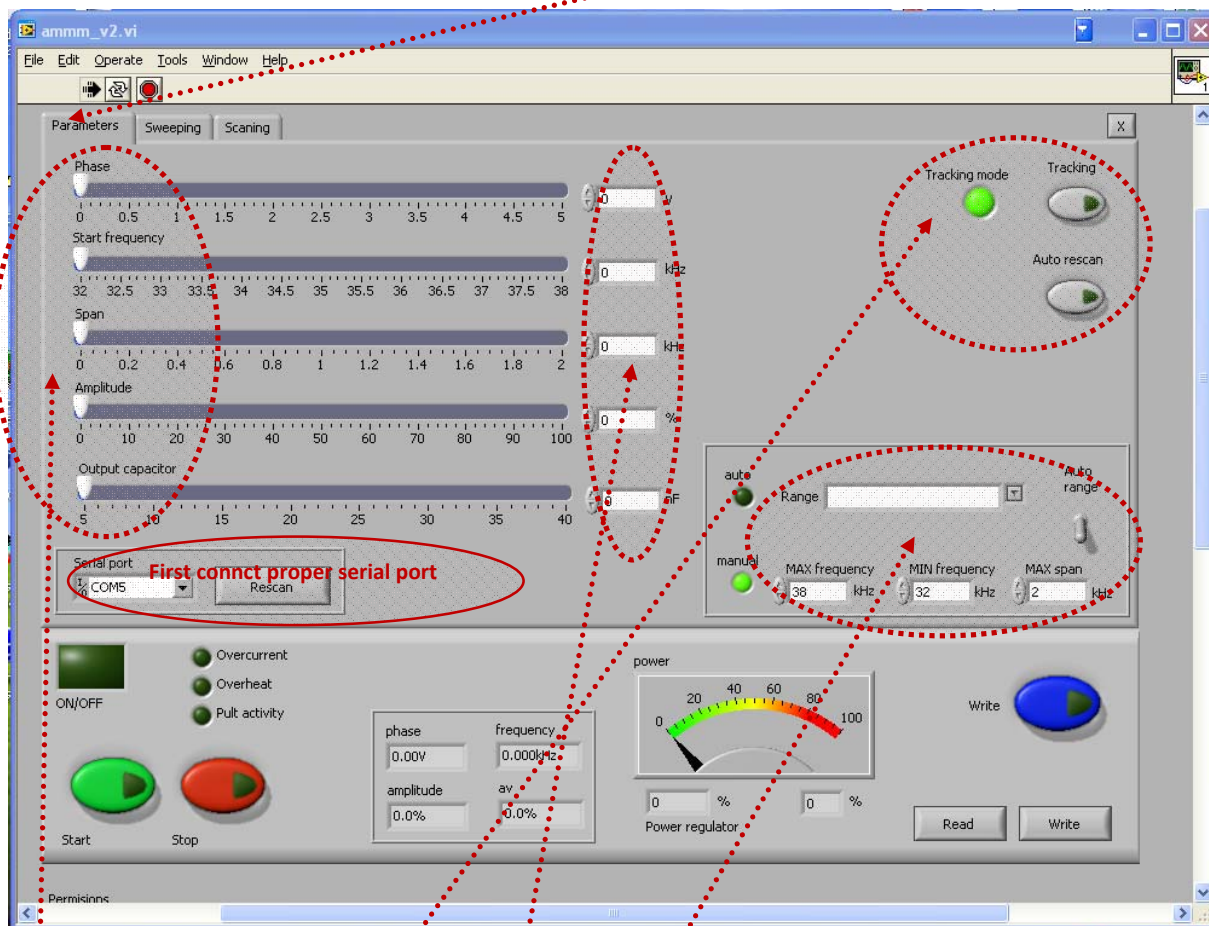 ammm_v2.vi
File Edit Operate Tools Window Help
1
Parameters Sweeping Scaning X
Phase
0 0.5 1 1.5 2 2.5 3 3.5 4 4.5 5
0 v
Start frequency
32 32.5 33 33.5 34 34.5 35 35.5 36 36.5 37 37.5 38
0 kHz
Span
0 0.2 0.4 0.6 0.8 1 1.2 1.4 1.6 1.8 2
0 kHz
Amplitude
0 10 20 30 40 50 60 70 80 90 100
0 %
Output capacitor
5 10 15 20 25 30 35 40
0 nF
Tracking mode Tracking
Auto rescan
auto Range Auto
range
manual MAX frequency MIN frequency MAX span
38 kHz 32 kHz 2 kHz
Serial port
First connct proper serial port
COM5 Rescan
ON/OFF
Overcurrent
Overheat
Pult activity
Start Stop
phase frequency
0.00V 0.000kHz
amplitude av
0.0% 0.0%
power
0 20 40 60 80 100
0 % 0 %
Power regulator
Write
Read Write
Permisions